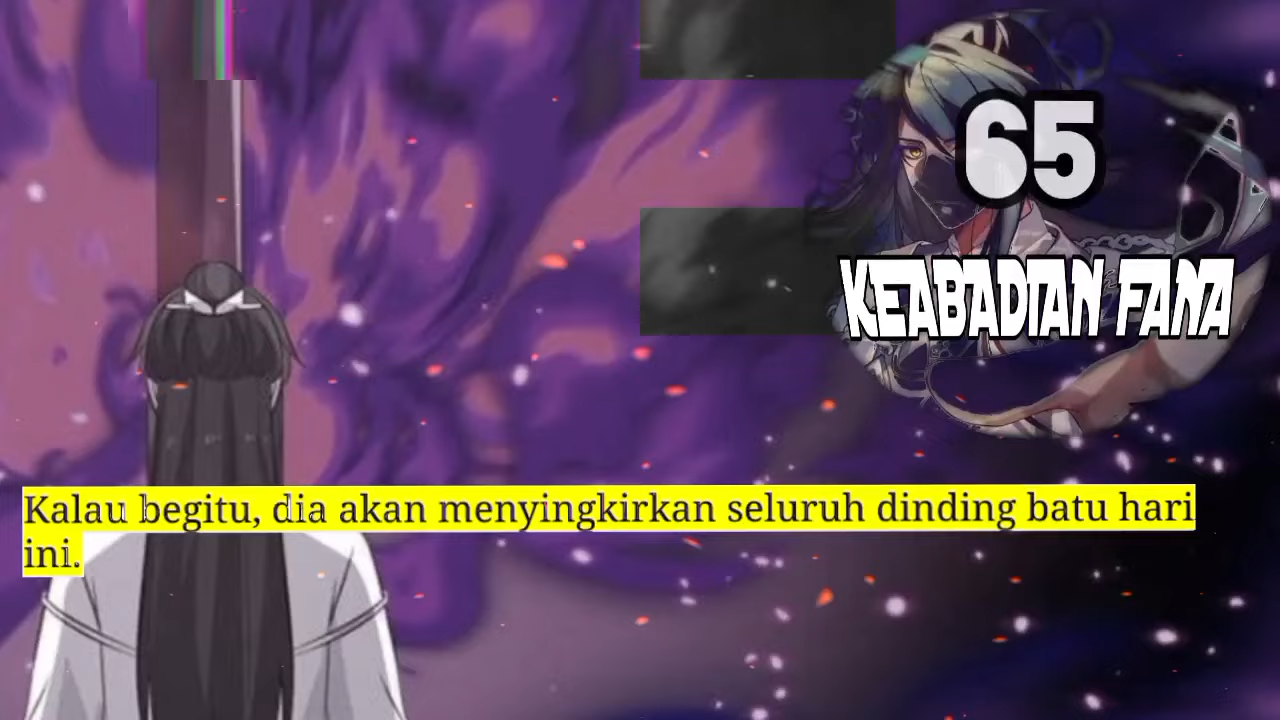 65
KEABADIAN FANA
Kalau begitu, dia akan menyingkirkan seluruh dinding batu hari
ini.